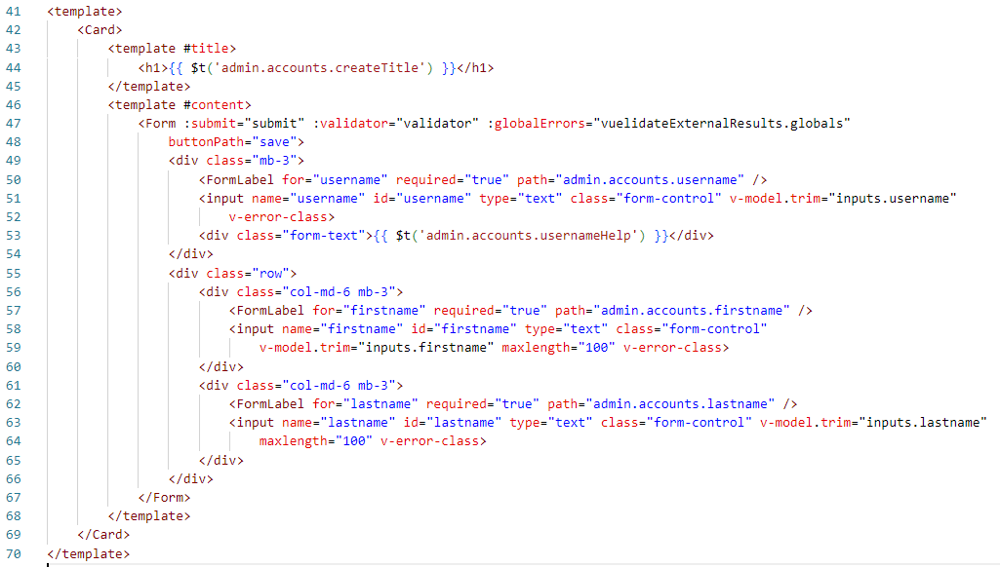 41 <template>
42 <Card>
43 <template #title>
44 <h1>{{ $t('admin.accounts.createTitle') }}</h1>
45 </template>
46 <template #content>
47 <Form :submit="submit" :validator="validator" :globalErrors="vuelidateExternalResults.globals"
48 buttonPath="save">
49 <div class="mb-3">
50 <FormLabel for="username" required="true" path="admin.accounts.username" />
51 <input name="username" id="username" type="text" class="form-control" v-model.trim="inputs.username"
52 v-error-class>
53 <div class="form-text">{{ $t('admin.accounts.usernameHelp') }}</div>
54 </div>
55 <div class="row">
56 <div class="col-md-6 mb-3">
57 <FormLabel for="firstname" required="true" path="admin.accounts.firstname" />
58 <input name="firstname" id="firstname" type="text" class="form-control"
59 v-model.trim="inputs.firstname" maxlength="100" v-error-class>
60 </div>
61 <div class="col-md-6 mb-3">
62 <FormLabel for="lastname" required="true" path="admin.accounts.lastname" />
63 <input name="lastname" id="lastname" type="text" class="form-control" v-model.trim="inputs.lastname"
64 maxlength="100" v-error-class>
65 </div>
66 </div>
67 </Form>
68 </template>
69 </Card>
70 </template>